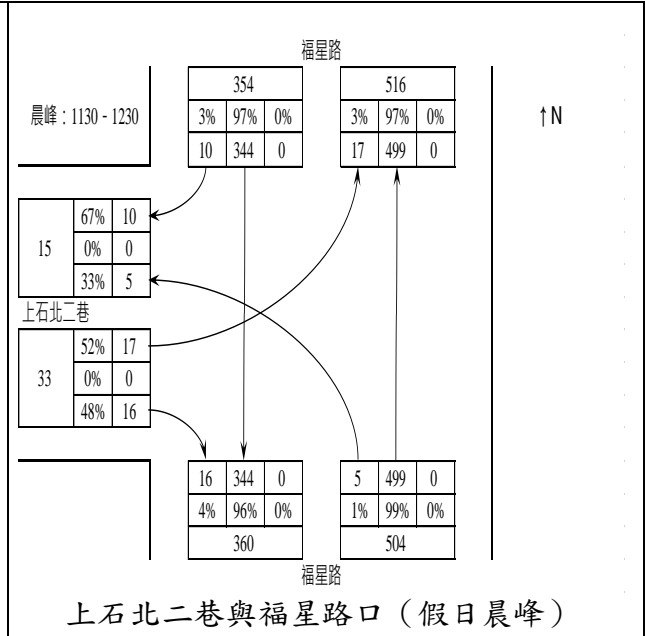 福星路
晨峰：1130 - 1230
354 516
↑N
3% 97% 0% 3% 97% 0%
10 344 0 17 499 0
67% 10
15 0% 0
33% 5
上石北二巷
52% 17
33 0% 0
48% 16
16 344 0 5 499 0
4% 96% 0% 1% 99% 0%
360 504
福星路
上石北二巷與福星路口（假日晨峰）